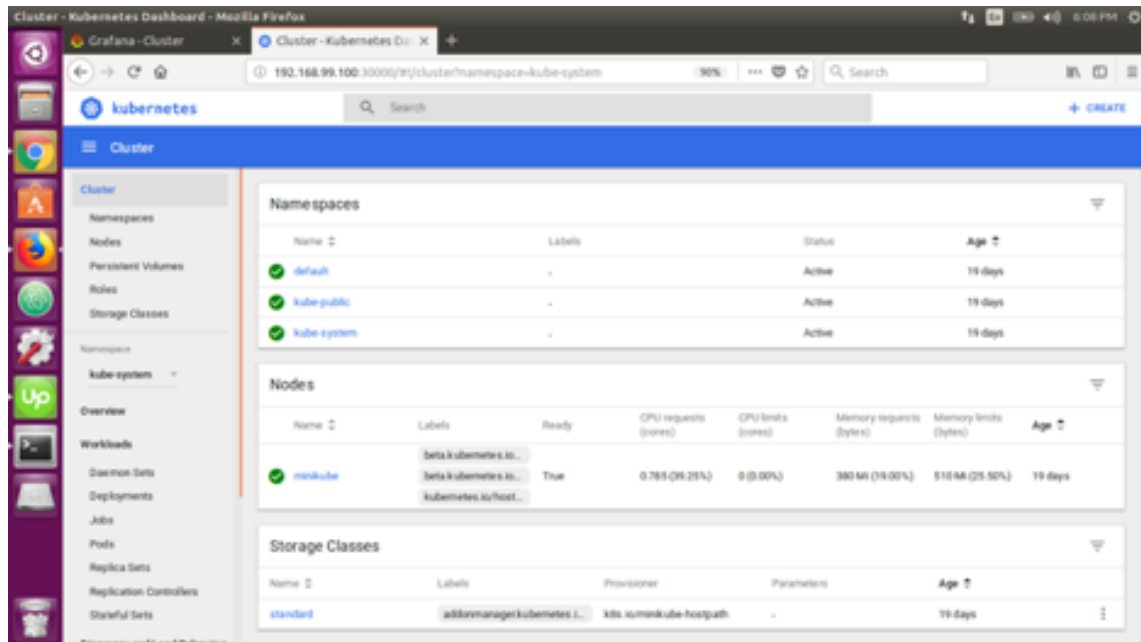 Cluster - Kubernetes Dashboard - Mozilla Firefox En 6:08 PM
Grafana - Cluster × Cluster - Kubernetes Da × +
192.168.99.100:30000/#!/cluster?namespace=kube-system 90% Search
kubernetes Search + CREATE
Cluster
Cluster
Namespaces
Nodes
Persistent Volumes
Roles
Storage Classes
Namespace
kube-system
Overview
Workloads
Daemon Sets
Deployments
Jobs
Pods
Replica Sets
Replication Controllers
Stateful Sets
Namespaces
Name Labels Status Age
default - Active 19 days
kube-public - Active 19 days
kube-system - Active 19 days
Nodes
Name Labels Ready CPU requests (cores) CPU limits (cores) Memory requests (bytes) Memory limits (bytes) Age
beta.kubernetes.io...
minikube beta.kubernetes.io... True 0.785 (39.25%) 0 (0.00%) 380 Mi (19.00%) 510 Mi (25.50%) 19 days
kubernetes.io/host...
Storage Classes
Name Labels Provisioner Parameters Age
standard addonmanager.kubernetes.i... k8s.io/minikube-hostpath - 19 days
Up